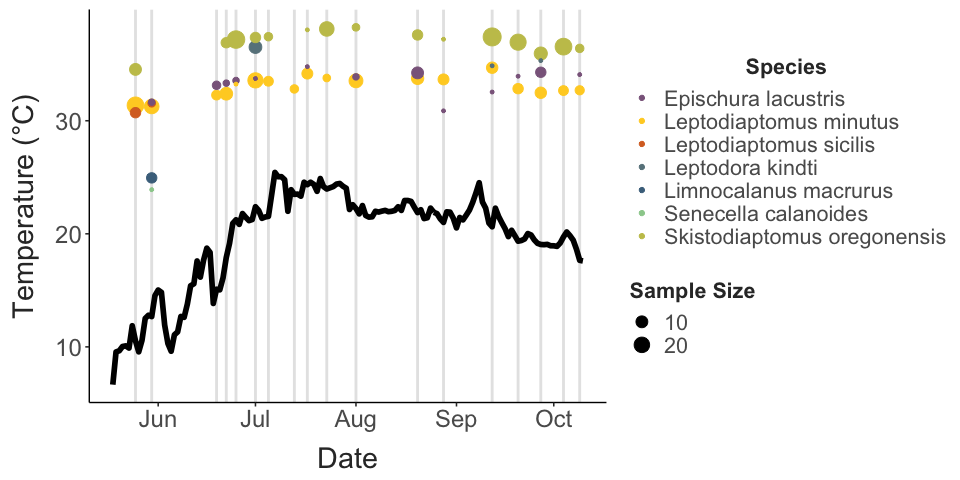 Temperature (°C)
30
20
10
Jun Jul Aug Sep Oct
Date
Species
Epischura lacustris
Leptodiaptomus minutus
Leptodiaptomus sicilis
Leptodora kindti
Limnocalanus macrurus
Senecella calanoides
Skistodiaptomus oregonensis
Sample Size
10
20